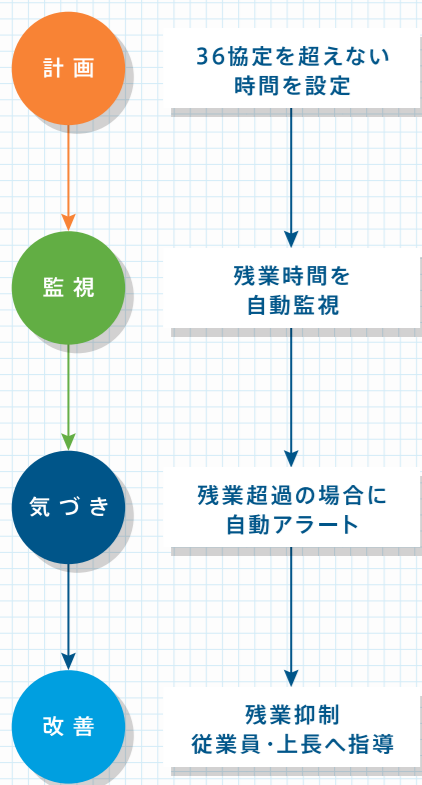 計画
36協定を超えない
時間を設定
監視
残業時間を
自動監視
気づき
残業超過の場合に
自動アラート
改善
残業抑制
従業員・上長へ指導